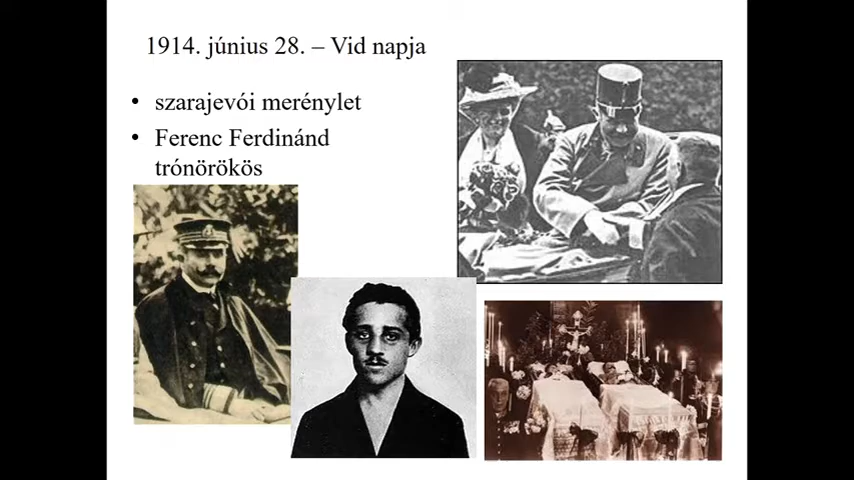 1914. június 28. – Vid napja
• szarajevói merénylet
• Ferenc Ferdinánd
trónörökös